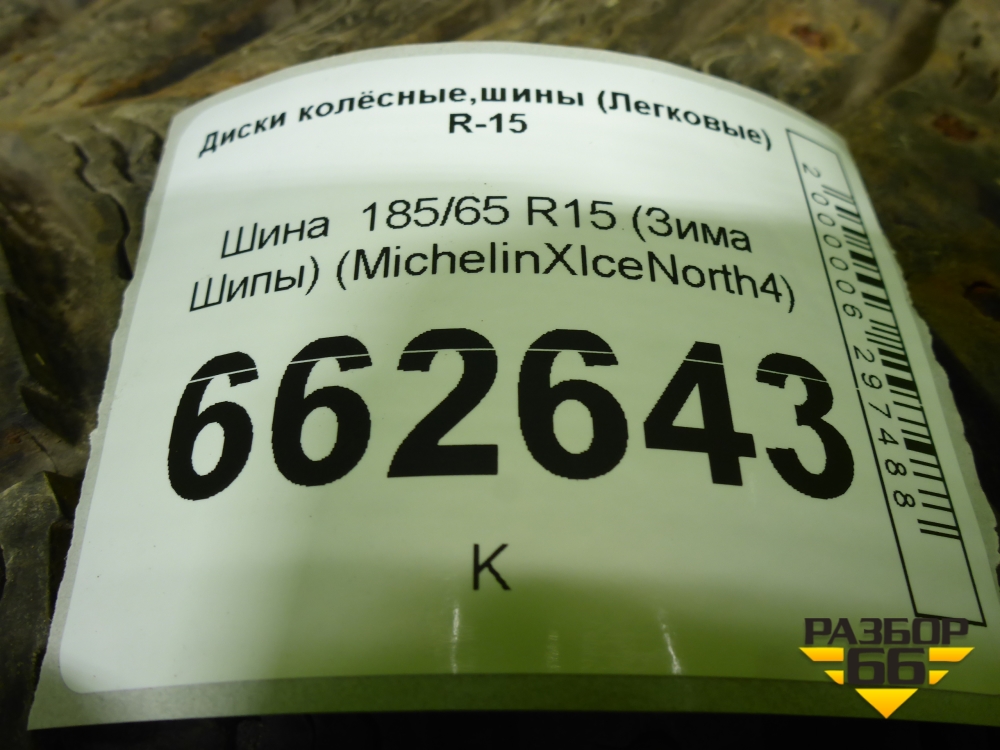 Диски колёсные,шины (Легковые)
R-15
Шина 185/65 R15 (Зима
Шипы) (MichelinXIceNorth4)
662643
К
2000006297488
РАЗБОР
66